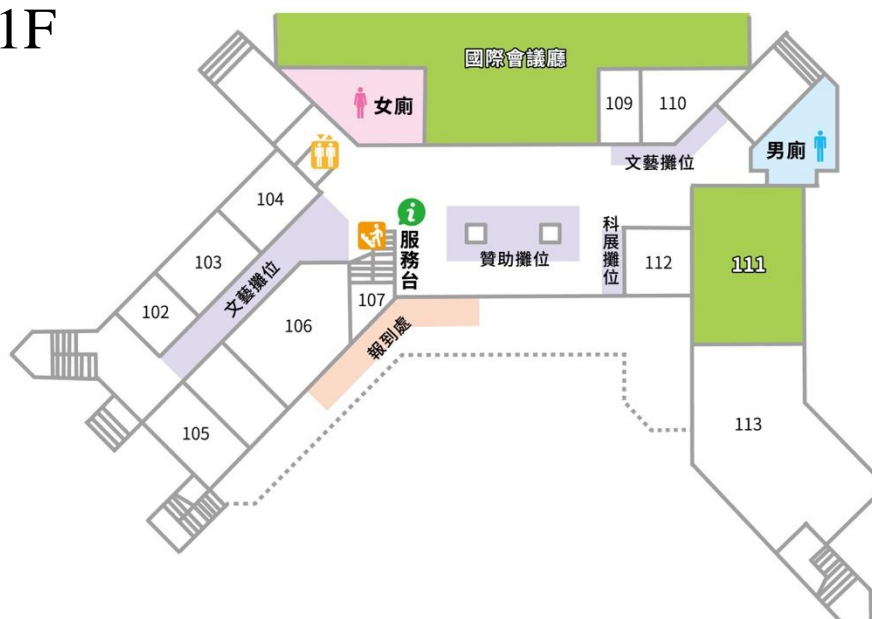 1F
國際會議廳
女廁
109
110
文藝攤位
男廁
104
103
102
文藝攤位
服務台
贊助攤位
科展攤位
112
111
107
106
報到處
105
113